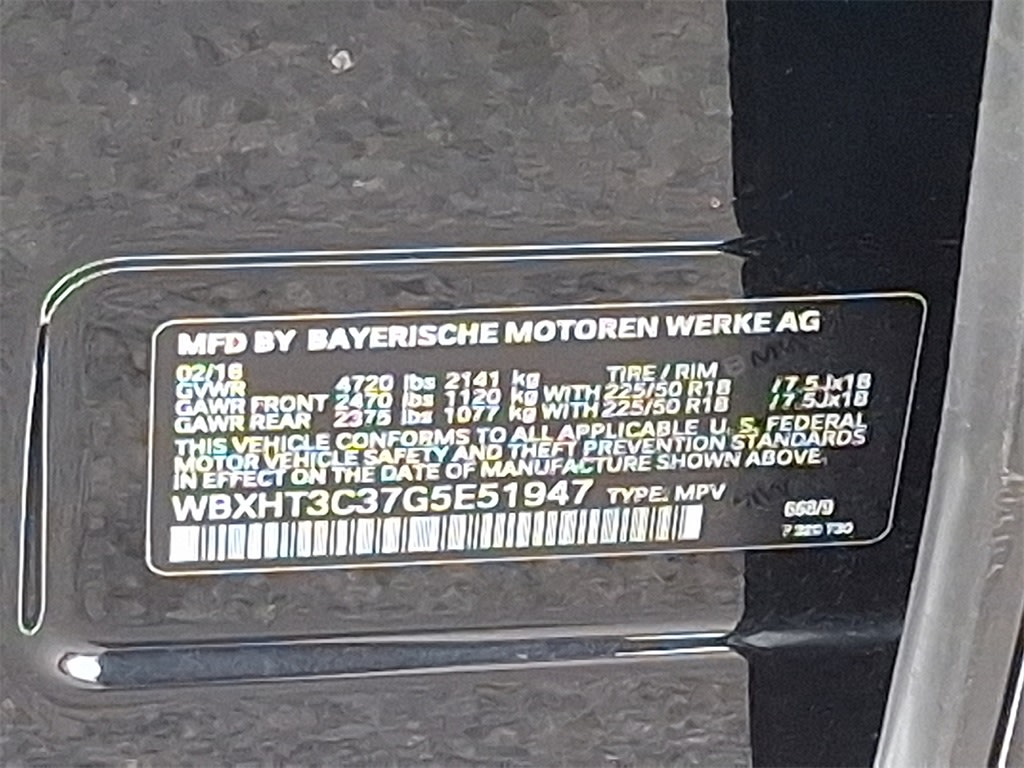 MFD BY BAYERISCHE MOTOREN WERKE AG
02/16
TIRE / RIM
GVWR 4720 lbs 2141 kg
GAWR FRONT 2470 lbs 1120 kg WITH 225/50 R18 /7.5Jx18
GAWR REAR 2375 lbs 1077 kg WITH 225/50 R18 /7.5Jx18
THIS VEHICLE CONFORMS TO ALL APPLICABLE U. S. FEDERAL
MOTOR VEHICLE SAFETY AND THEFT PREVENTION STANDARDS
IN EFFECT ON THE DATE OF MANUFACTURE SHOWN ABOVE.
WBXHT3C37G5E51947 TYPE: MPV